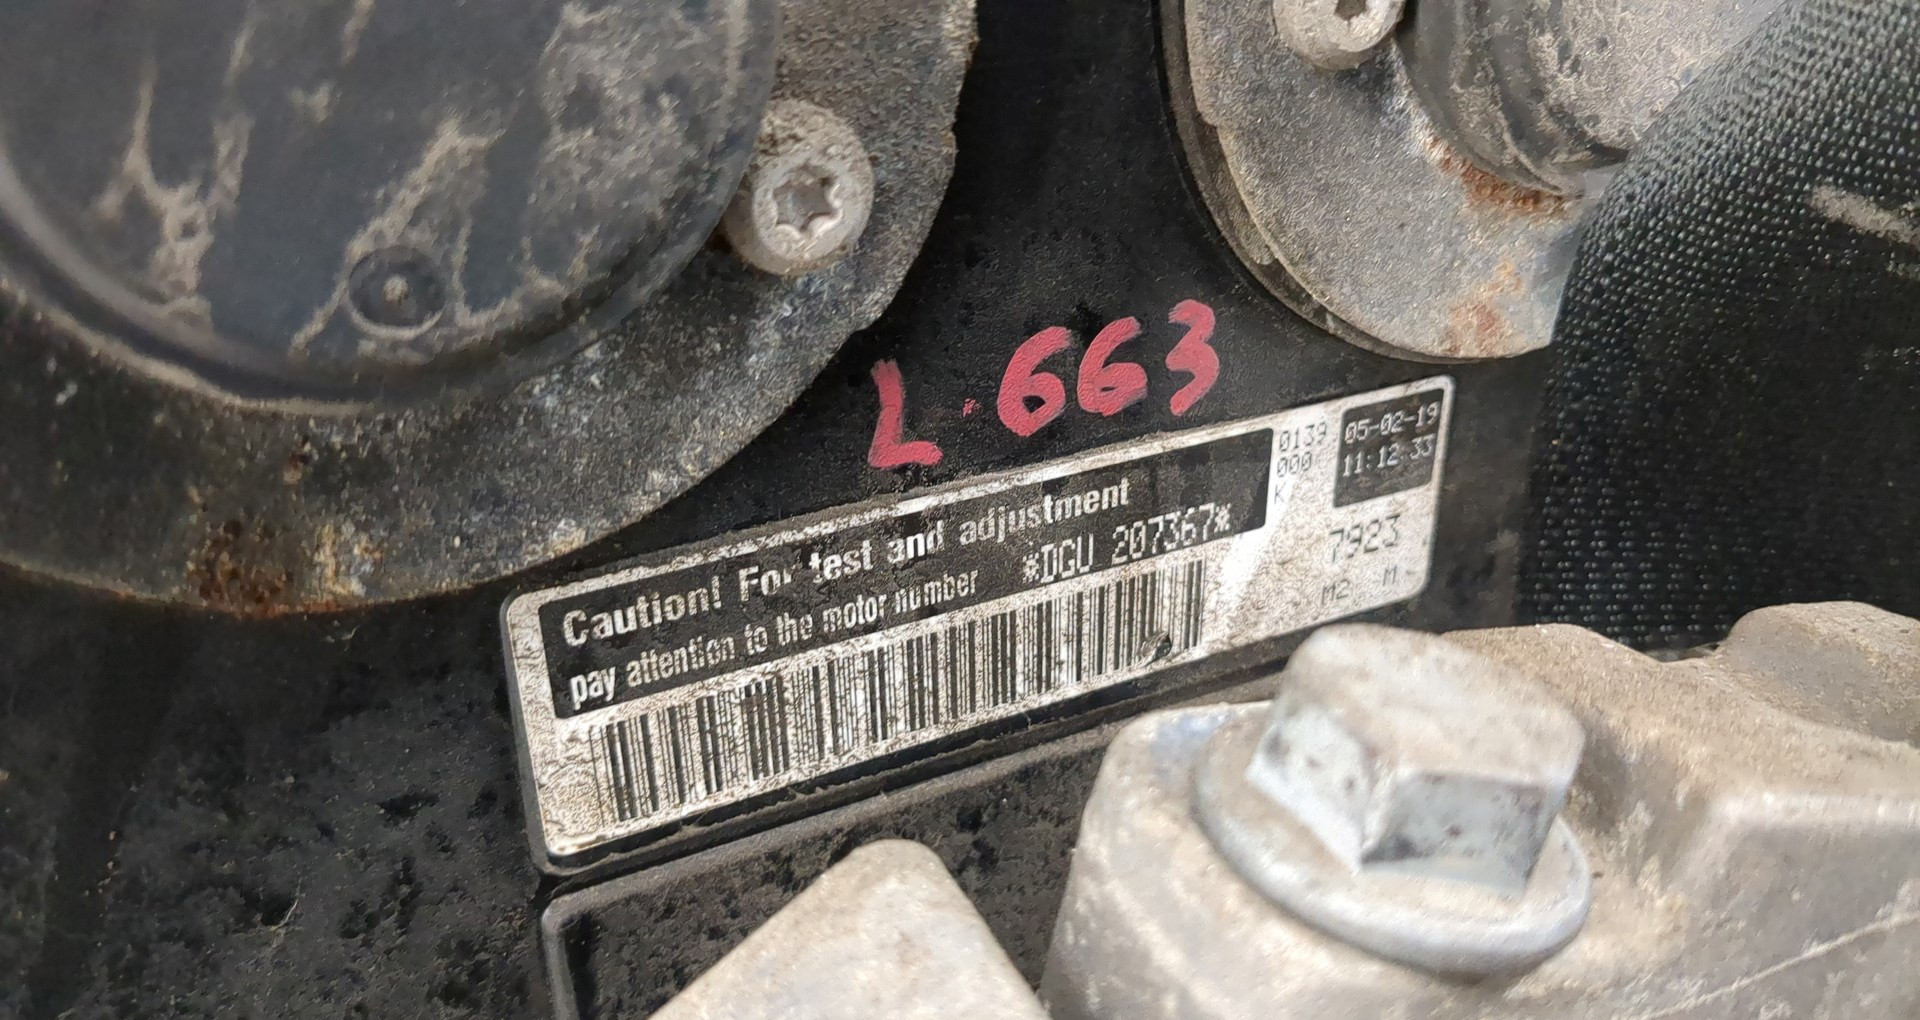 L.663
Caution! For test and adjustment
pay attention to the motor number
*DGU 207367*
0139
000
K
05-02-19
11:12:33
7923
M2 M